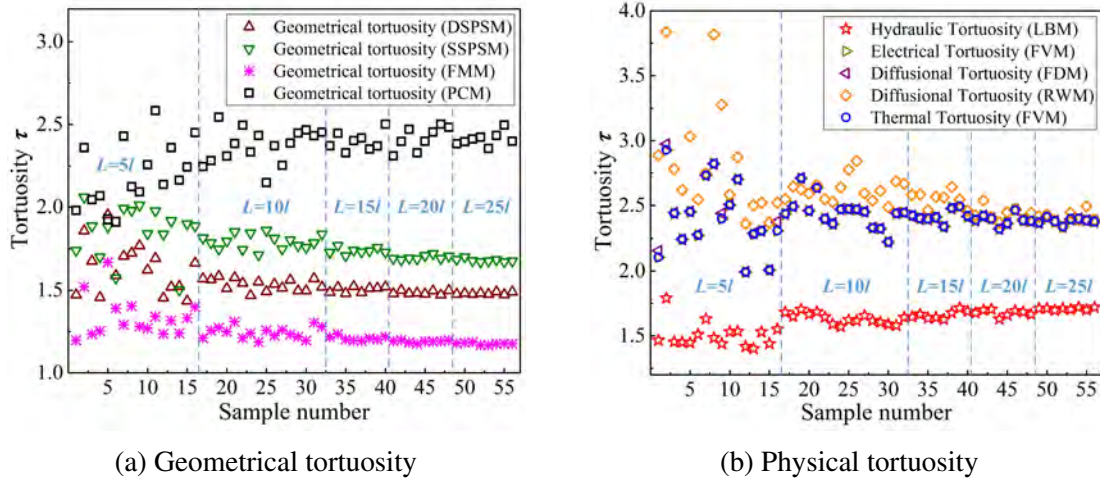 3.0
2.5
2.0
1.5
1.0
Tortuosity τ
Geometrical tortuosity (DSPSM)
Geometrical tortuosity (SSPSM)
Geometrical tortuosity (FMM)
Geometrical tortuosity (PCM)
L=5l
L=10l
L=15l
L=20l
L=25l
0 5 10 15 20 25 30 35 40 45 50 55
Sample number
(a) Geometrical tortuosity
4.0
3.5
3.0
2.5
2.0
1.5
Tortuosity τ
Hydraulic Tortuosity (LBM)
Electrical Tortuosity (FVM)
Diffusional Tortuosity (FDM)
Diffusional Tortuosity (RWM)
Thermal Tortuosity (FVM)
L=5l
L=10l
L=15l
L=20l
L=25l
0 5 10 15 20 25 30 35 40 45 50 55
Sample number
(b) Physical tortuosity